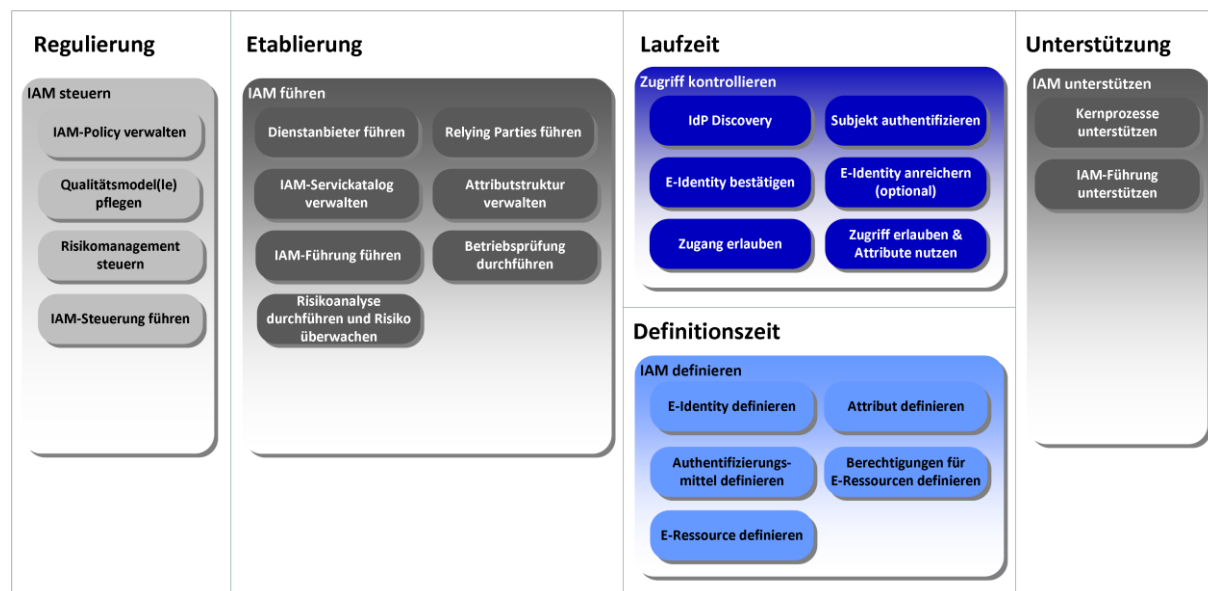 Regulierung
IAM steuern
IAM-Policy verwalten
Qualitätsmodel(le)
pflegen
Risikomanagement
steuern
IAM-Steuerung führen
Etablierung
IAM führen
Dienstanbieter führen
Relying Parties führen
IAM-Servickatalog
verwalten
Attributstruktur
verwalten
IAM-Führung führen
Betriebsprüfung
durchführen
Risikoanalyse
durchführen und Risiko
überwachen
Laufzeit
Zugriff kontrollieren
IdP Discovery
Subjekt authentifizieren
E-Identity bestätigen
E-Identity anreichern
(optional)
Zugang erlauben
Zugriff erlauben &
Attribute nutzen
Definitionszeit
IAM definieren
E-Identity definieren
Attribut definieren
Authentifizierungs-
mittel definieren
Berechtigungen für
E-Ressourcen definieren
E-Ressource definieren
Unterstützung
IAM unterstützen
Kernprozesse
unterstützen
IAM-Führung
unterstützen